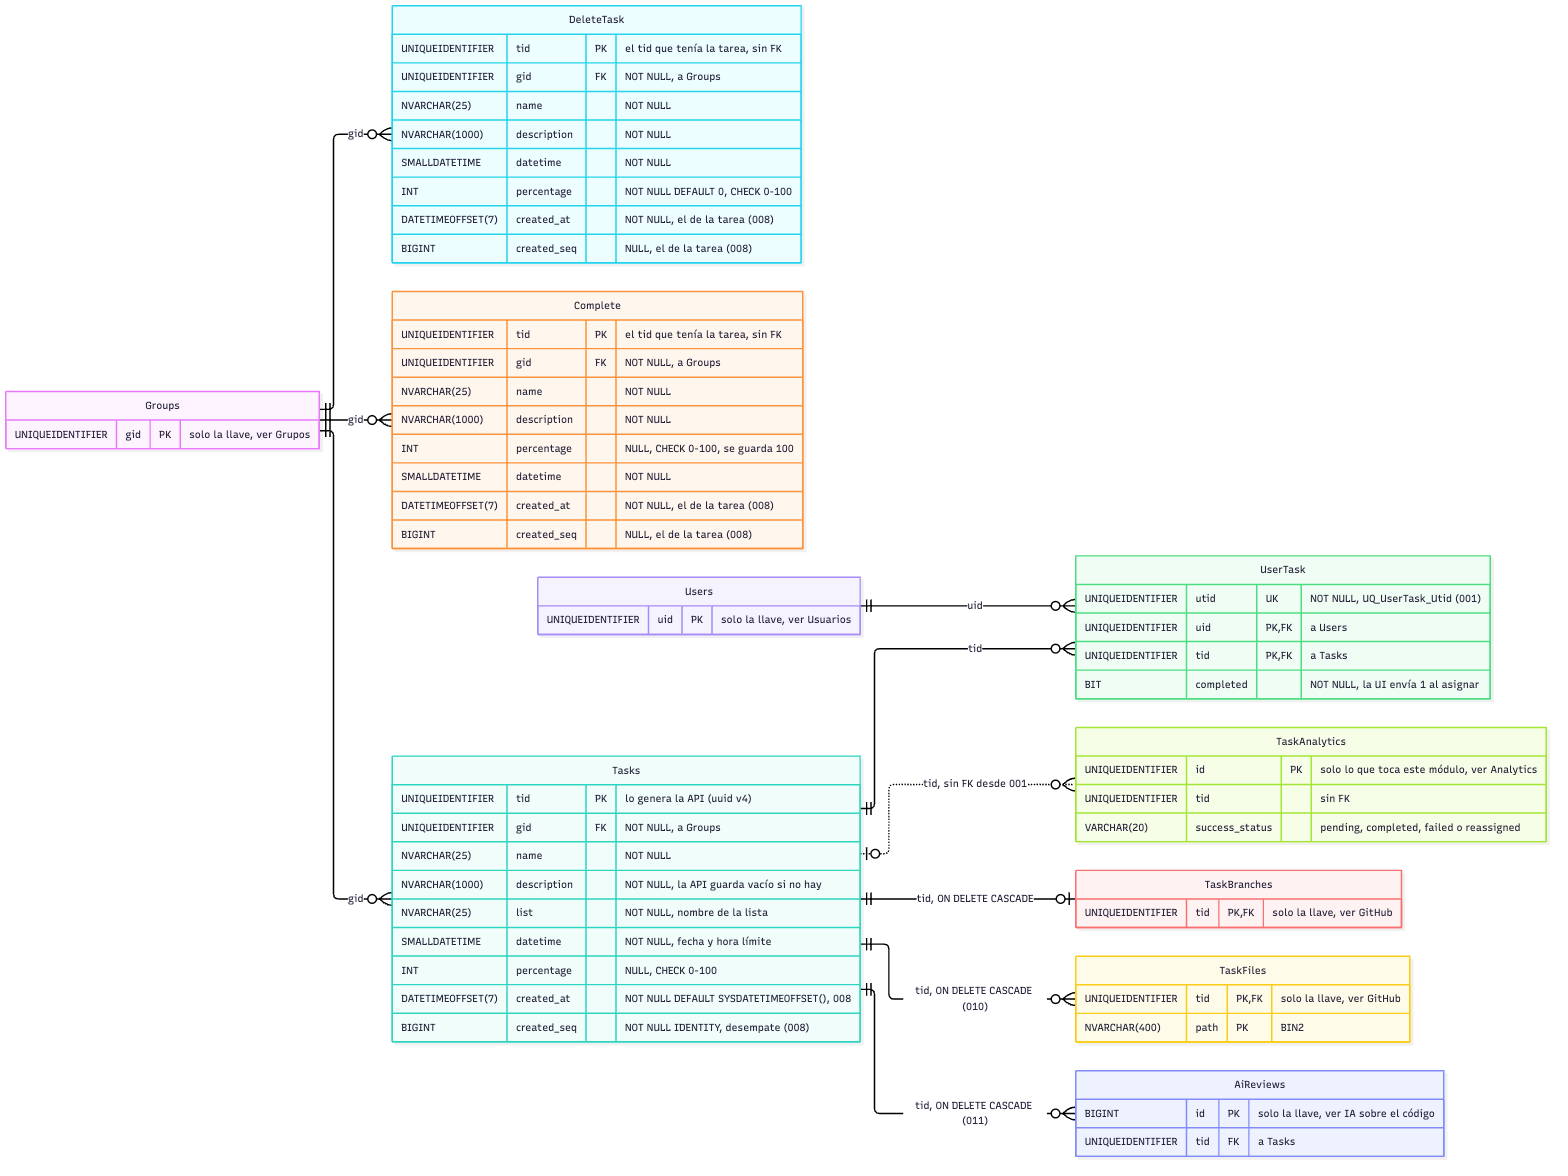 DeleteTask
UNIQUEIDENTIFIER tid PK el tid que tenía la tarea, sin FK
UNIQUEIDENTIFIER gid FK NOT NULL, a Groups
NVARCHAR(25) name NOT NULL
NVARCHAR(1000) description NOT NULL
SMALLDATETIME datetime NOT NULL
INT percentage NOT NULL DEFAULT 0, CHECK 0-100
DATETIMEOFFSET(7) created_at NOT NULL, el de la tarea (008)
BIGINT created_seq NULL, el de la tarea (008)
gid
Complete
UNIQUEIDENTIFIER tid PK el tid que tenía la tarea, sin FK
UNIQUEIDENTIFIER gid FK NOT NULL, a Groups
NVARCHAR(25) name NOT NULL
NVARCHAR(1000) description NOT NULL
INT percentage NULL, CHECK 0-100, se guarda 100
SMALLDATETIME datetime NOT NULL
DATETIMEOFFSET(7) created_at NOT NULL, el de la tarea (008)
BIGINT created_seq NULL, el de la tarea (008)
gid
Groups
UNIQUEIDENTIFIER gid PK solo la llave, ver Grupos
Users
UNIQUEIDENTIFIER uid PK solo la llave, ver Usuarios
uid
tid
UserTask
UNIQUEIDENTIFIER utid UK NOT NULL, UQ_UserTask_Utid (001)
UNIQUEIDENTIFIER uid PK,FK a Users
UNIQUEIDENTIFIER tid PK,FK a Tasks
BIT completed NOT NULL, la UI envía 1 al asignar
Tasks
UNIQUEIDENTIFIER tid PK lo genera la API (uuid v4)
UNIQUEIDENTIFIER gid FK NOT NULL, a Groups
NVARCHAR(25) name NOT NULL
NVARCHAR(1000) description NOT NULL, la API guarda vacío si no hay
NVARCHAR(25) list NOT NULL, nombre de la lista
SMALLDATETIME datetime NOT NULL, fecha y hora límite
INT percentage NULL, CHECK 0-100
DATETIMEOFFSET(7) created_at NOT NULL DEFAULT SYSDATETIMEOFFSET(), 008
BIGINT created_seq NOT NULL IDENTITY, desempate (008)
gid
tid, sin FK desde 001
TaskAnalytics
UNIQUEIDENTIFIER id PK solo lo que toca este módulo, ver Analytics
UNIQUEIDENTIFIER tid sin FK
VARCHAR(20) success_status pending, completed, failed o reassigned
tid, ON DELETE CASCADE
TaskBranches
UNIQUEIDENTIFIER tid PK,FK solo la llave, ver GitHub
tid, ON DELETE CASCADE
(010)
TaskFiles
UNIQUEIDENTIFIER tid PK,FK solo la llave, ver GitHub
NVARCHAR(400) path PK BIN2
tid, ON DELETE CASCADE
(011)
AiReviews
BIGINT id PK solo la llave, ver IA sobre el código
UNIQUEIDENTIFIER tid FK a Tasks